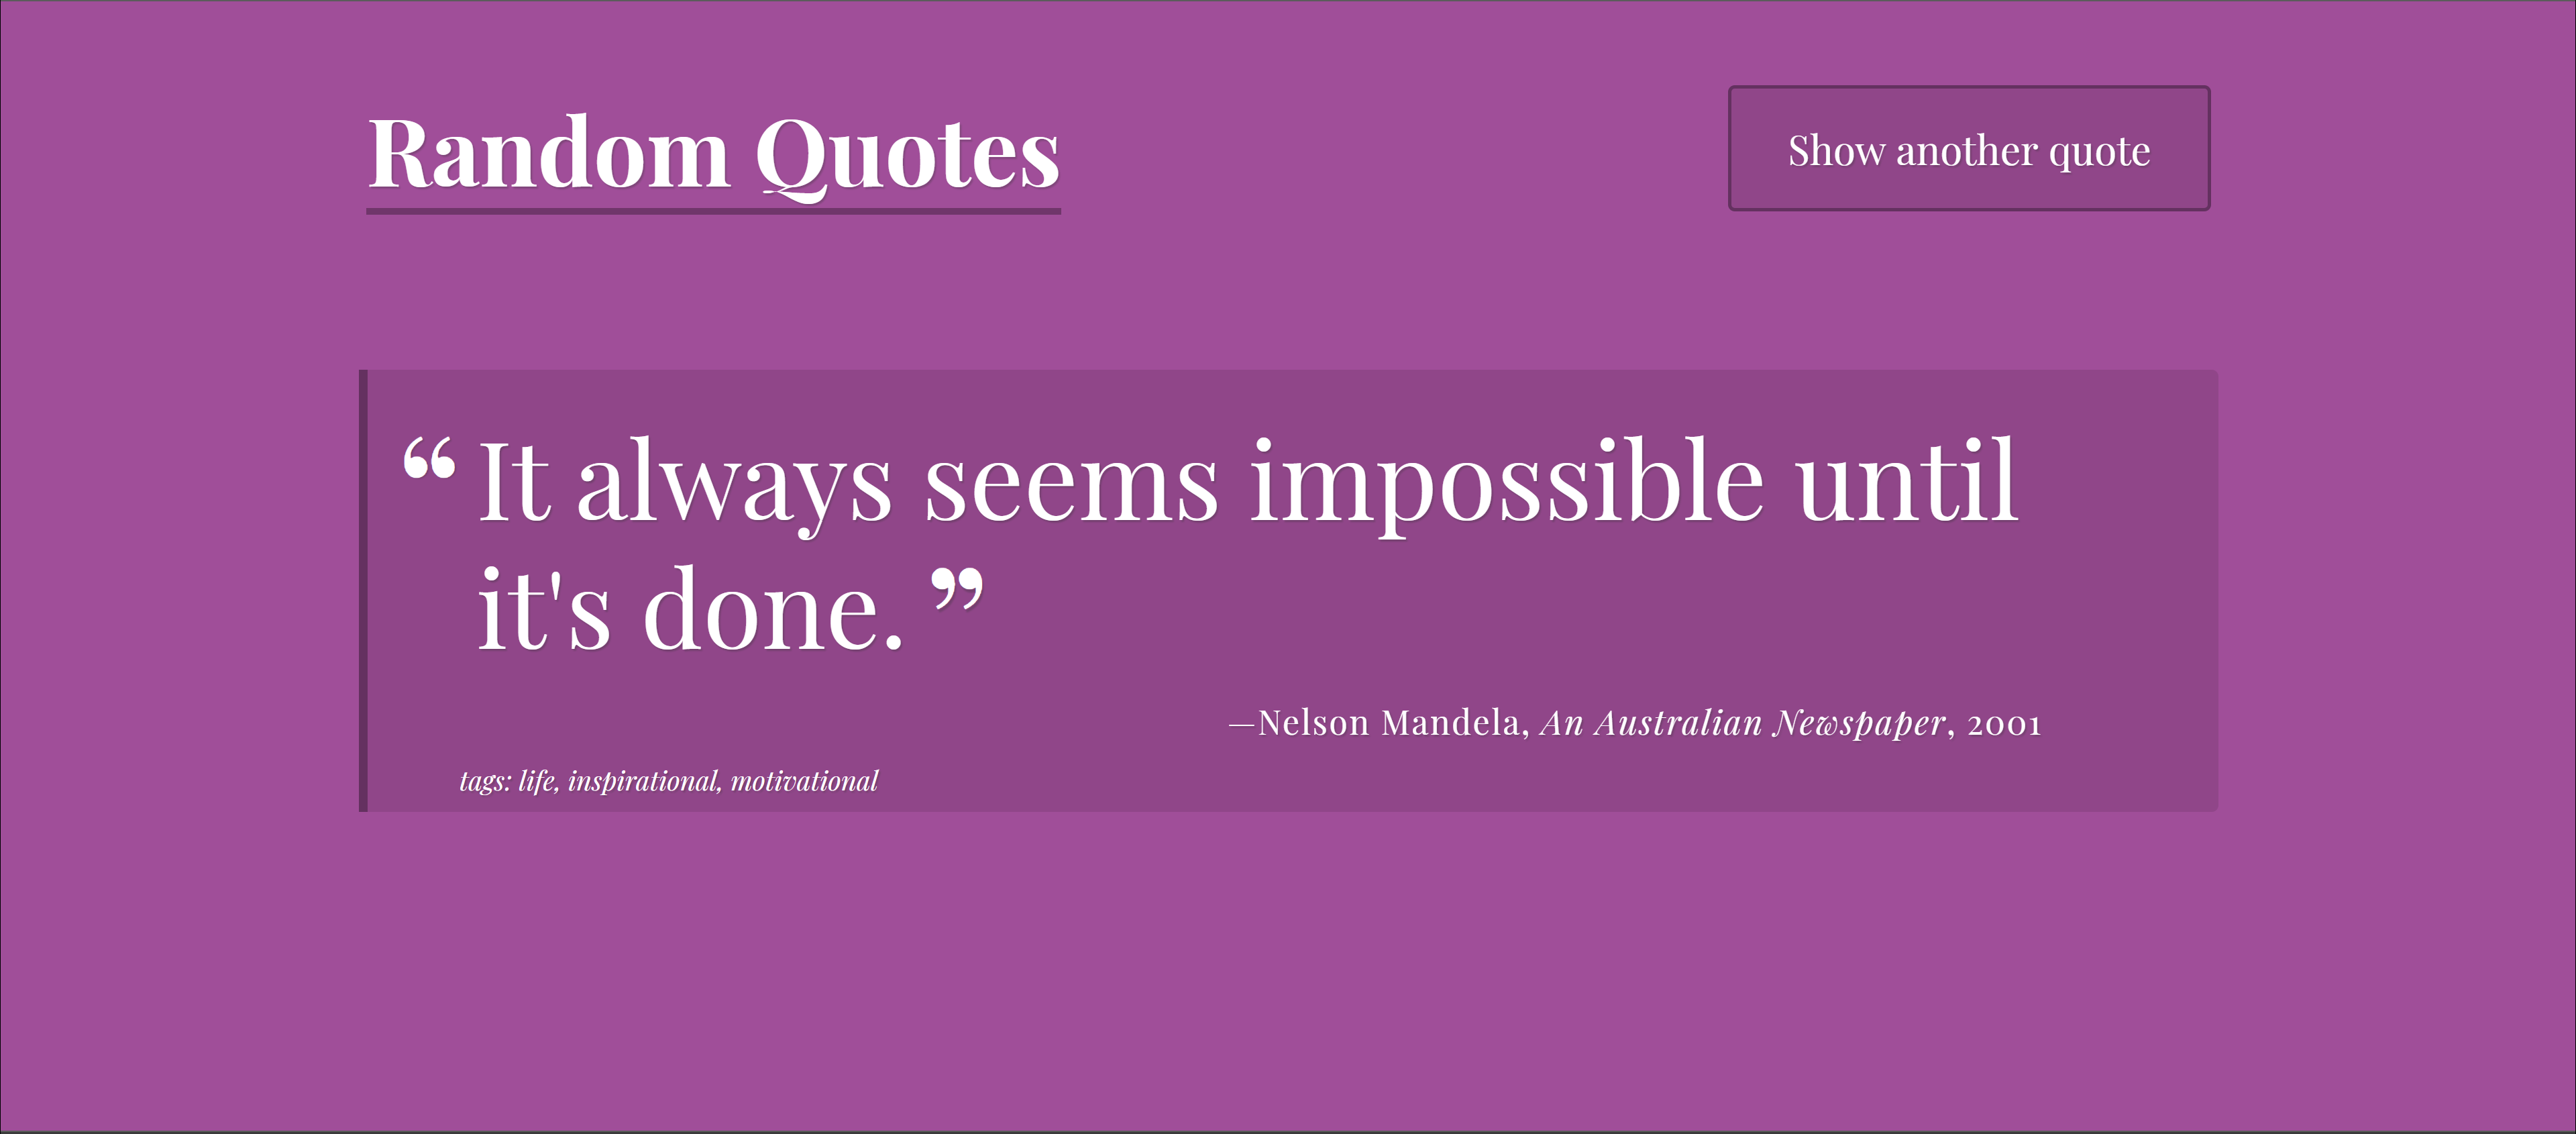 Random Quotes
Show another quote
“ It always seems impossible until
it's done. ”
—Nelson Mandela, An Australian Newspaper, 2001
tags: life, inspirational, motivational